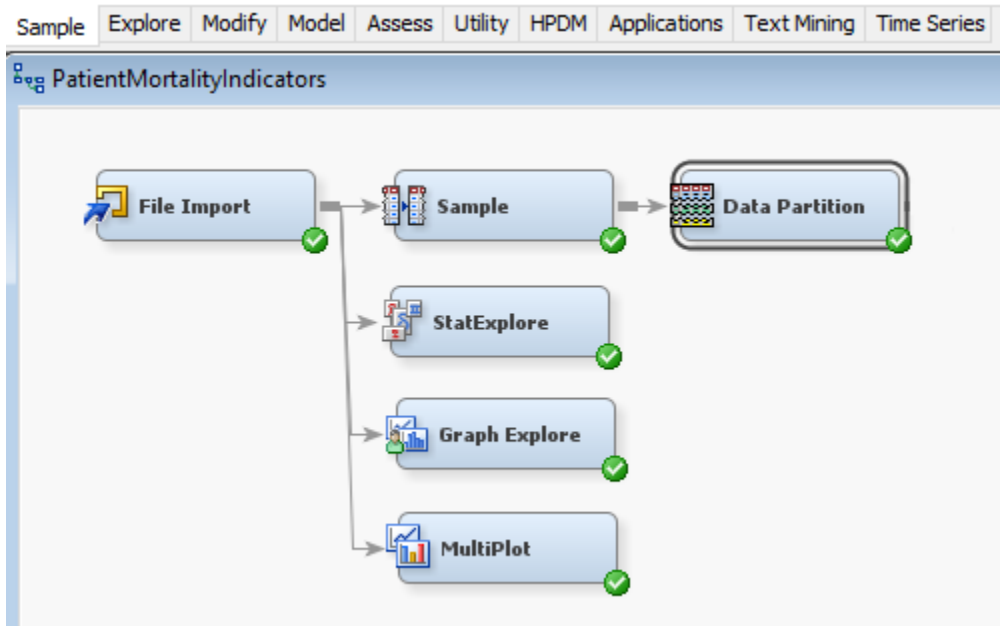 Sample Explore Modify Model Assess Utility HPDM Applications Text Mining Time Series
PatientMortalityIndicators
File Import
Sample
Data Partition
StatExplore
Graph Explore
MultiPlot